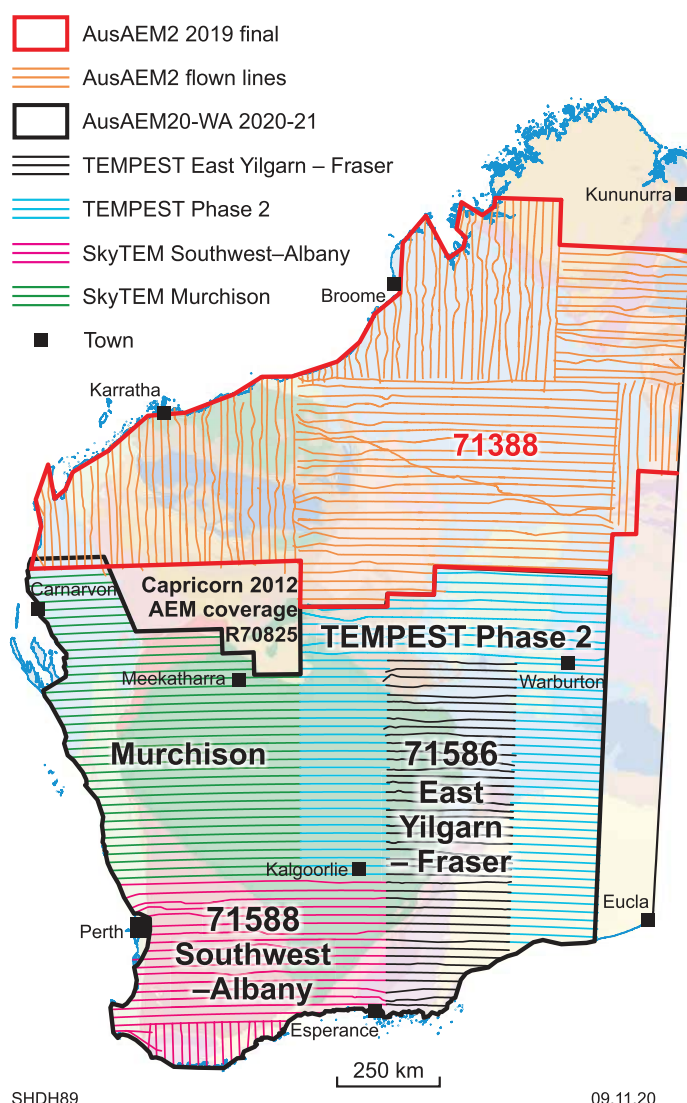 AusAEM2 2019 final
AusAEM2 flown lines
AusAEM20-WA 2020-21
TEMPEST East Yilgarn – Fraser
TEMPEST Phase 2
SkyTEM Southwest–Albany
SkyTEM Murchison
Town
Kununurra
Broome
Karratha
71388
Carnarvon
Capricorn 2012
AEM coverage
R70825
TEMPEST Phase 2
Meekatharra
Warburton
Murchison
71586
East
Yilgarn
– Fraser
Kalgoorlie
Eucla
Perth
71588
Southwest
–Albany
Esperance
250 km
SHDH89
09.11.20